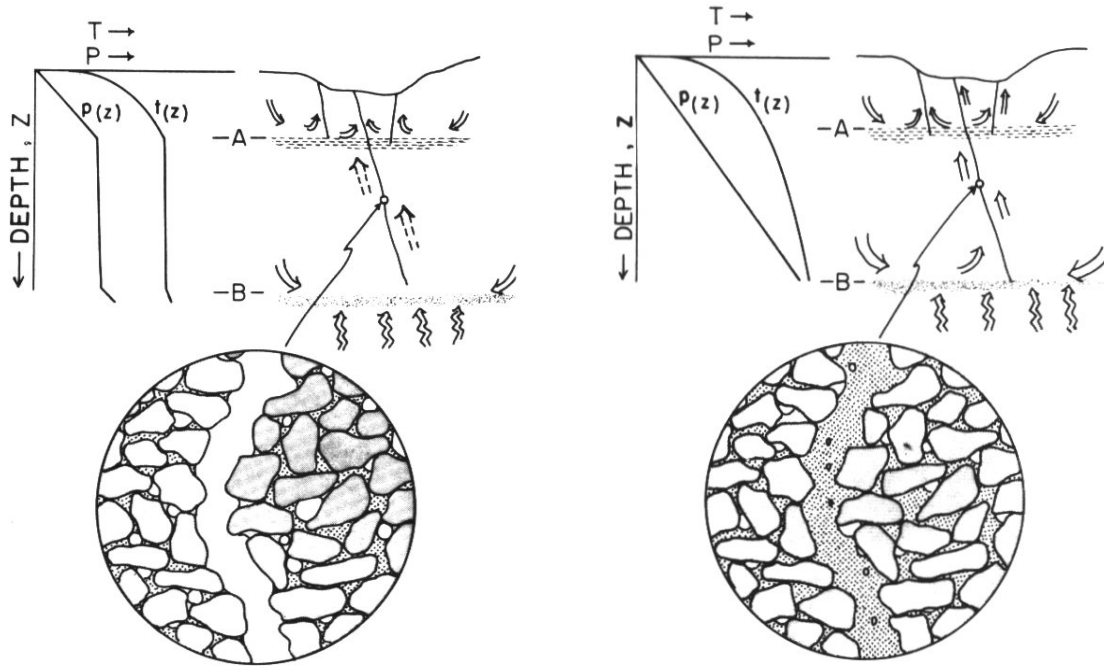 T →
P →
← DEPTH, Z
p(z)
t(z)
-A-
-B-
T →
P →
← DEPTH, Z
p(z)
t(z)
-A-
-B-